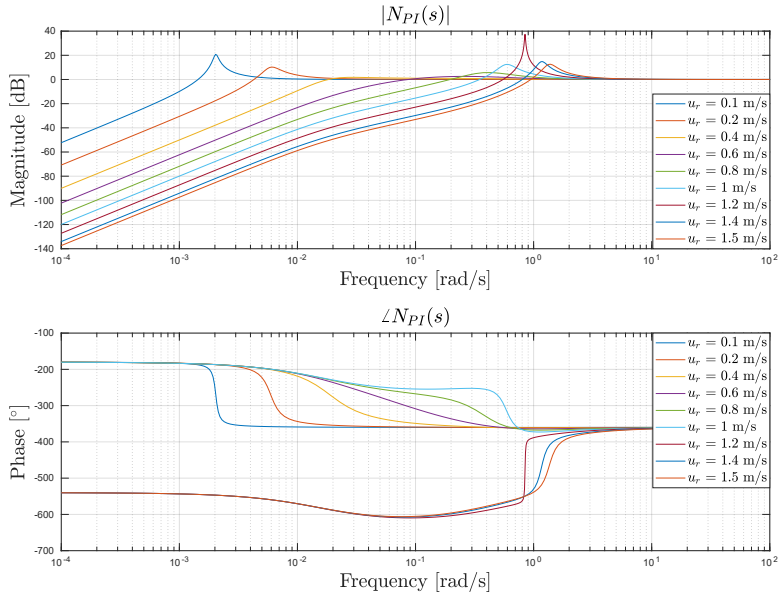 |N_{PI}(s)|
Magnitude [dB]
40
20
0
-20
-40
-60
-80
-100
-120
-140
10^{-4}
10^{-3}
10^{-2}
10^{-1}
10^{0}
10^{1}
10^{2}
Frequency [rad/s]
u_r = 0.1 m/s
u_r = 0.2 m/s
u_r = 0.4 m/s
u_r = 0.6 m/s
u_r = 0.8 m/s
u_r = 1 m/s
u_r = 1.2 m/s
u_r = 1.4 m/s
u_r = 1.5 m/s
∠N_{PI}(s)
Phase [°]
-100
-200
-300
-400
-500
-600
-700
10^{-4}
10^{-3}
10^{-2}
10^{-1}
10^{0}
10^{1}
10^{2}
Frequency [rad/s]
u_r = 0.1 m/s
u_r = 0.2 m/s
u_r = 0.4 m/s
u_r = 0.6 m/s
u_r = 0.8 m/s
u_r = 1 m/s
u_r = 1.2 m/s
u_r = 1.4 m/s
u_r = 1.5 m/s